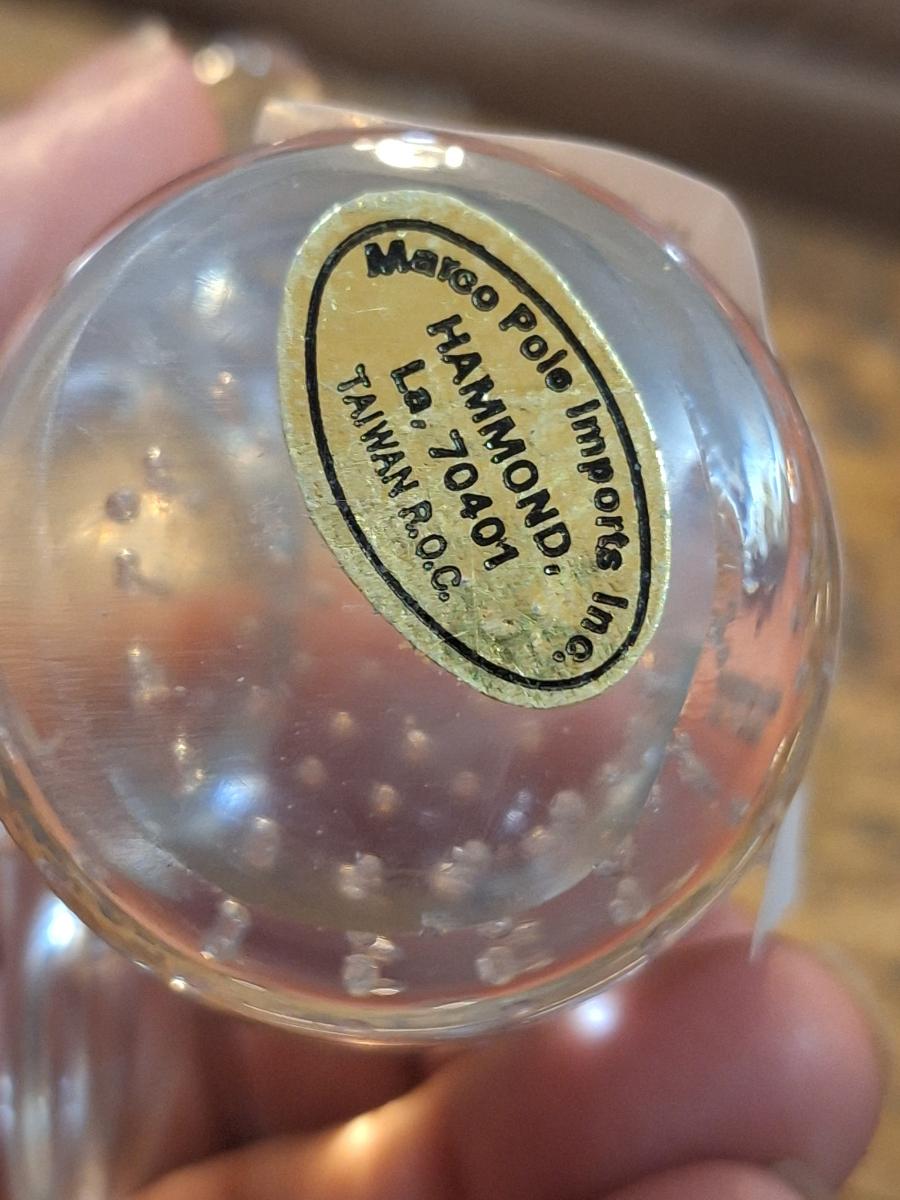 Marco Polo Imports Inc.
HAMMOND,
La, 70401
TAIWAN R.O.C.